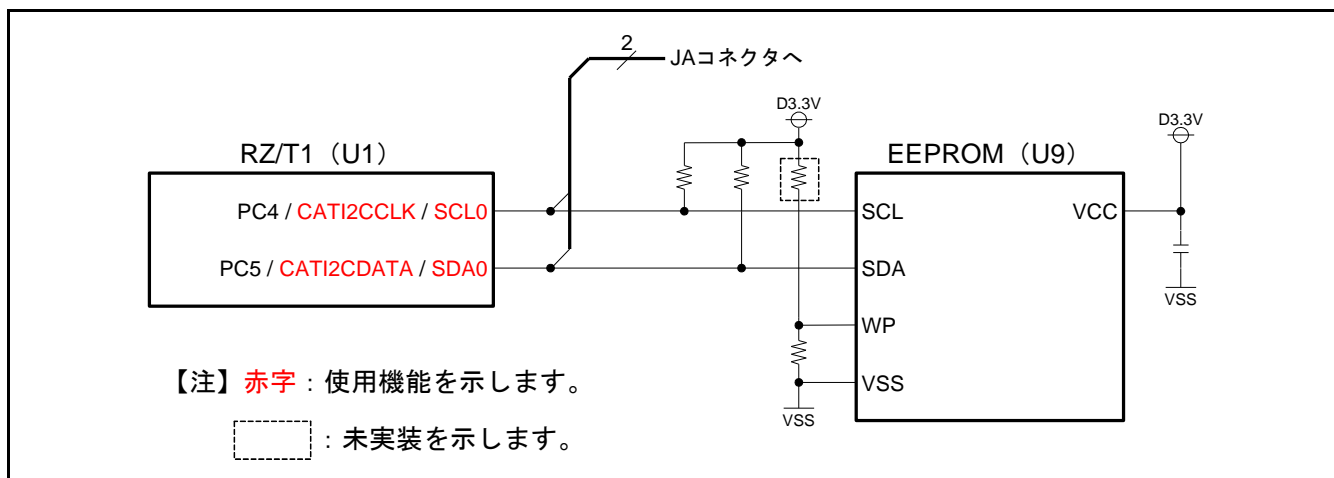 2
JAコネクタへ
D3.3V
D3.3V
RZ/T1（U1）
EEPROM（U9）
PC4 / CATI2CCLK / SCL0
SCL
VCC
PC5 / CATI2CDATA / SDA0
SDA
VSS
WP
VSS
VSS
【注】赤字：使用機能を示します。
：未実装を示します。